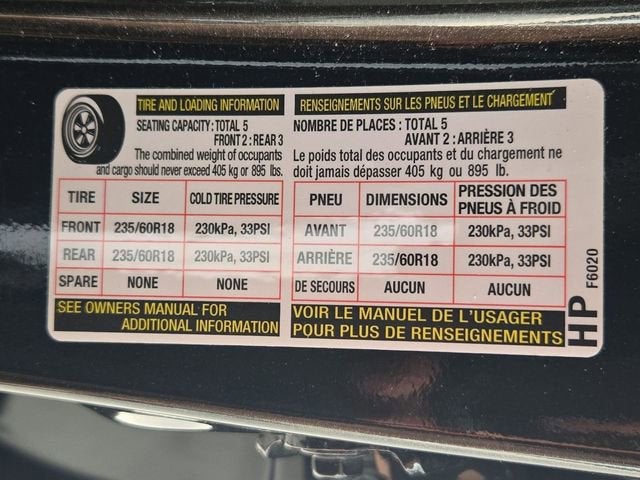 TIRE AND LOADING INFORMATION
SEATING CAPACITY: TOTAL 5
FRONT 2 : REAR 3
The combined weight of occupants
and cargo should never exceed 405 kg or 895 lbs.
TIRE SIZE COLD TIRE PRESSURE
FRONT 235/60R18 230kPa, 33PSI
REAR 235/60R18 230kPa, 33PSI
SPARE NONE NONE
SEE OWNERS MANUAL FOR
ADDITIONAL INFORMATION
RENSEIGNEMENTS SUR LES PNEUS ET LE CHARGEMENT
NOMBRE DE PLACES : TOTAL 5
AVANT 2 : ARRIÈRE 3
Le poids total des occupants et du chargement ne
doit jamais dépasser 405 kg ou 895 lb.
PNEU DIMENSIONS PRESSION DES
PNEUS À FROID
AVANT 235/60R18 230kPa, 33PSI
ARRIÈRE 235/60R18 230kPa, 33PSI
DE SECOURS AUCUN AUCUN
VOIR LE MANUEL DE L'USAGER
POUR PLUS DE RENSEIGNEMENTS
HP
F6020